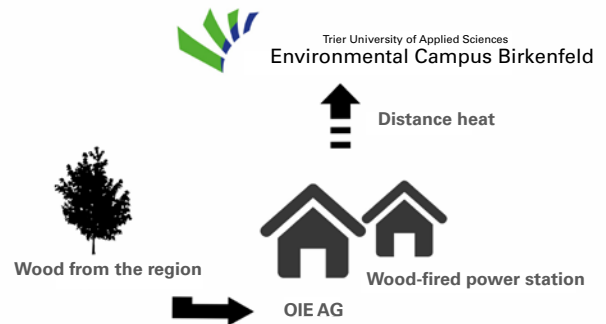 Trier University of Applied Sciences
Environmental Campus Birkenfeld
Distance heat
Wood from the region
Wood-fired power station
OIE AG